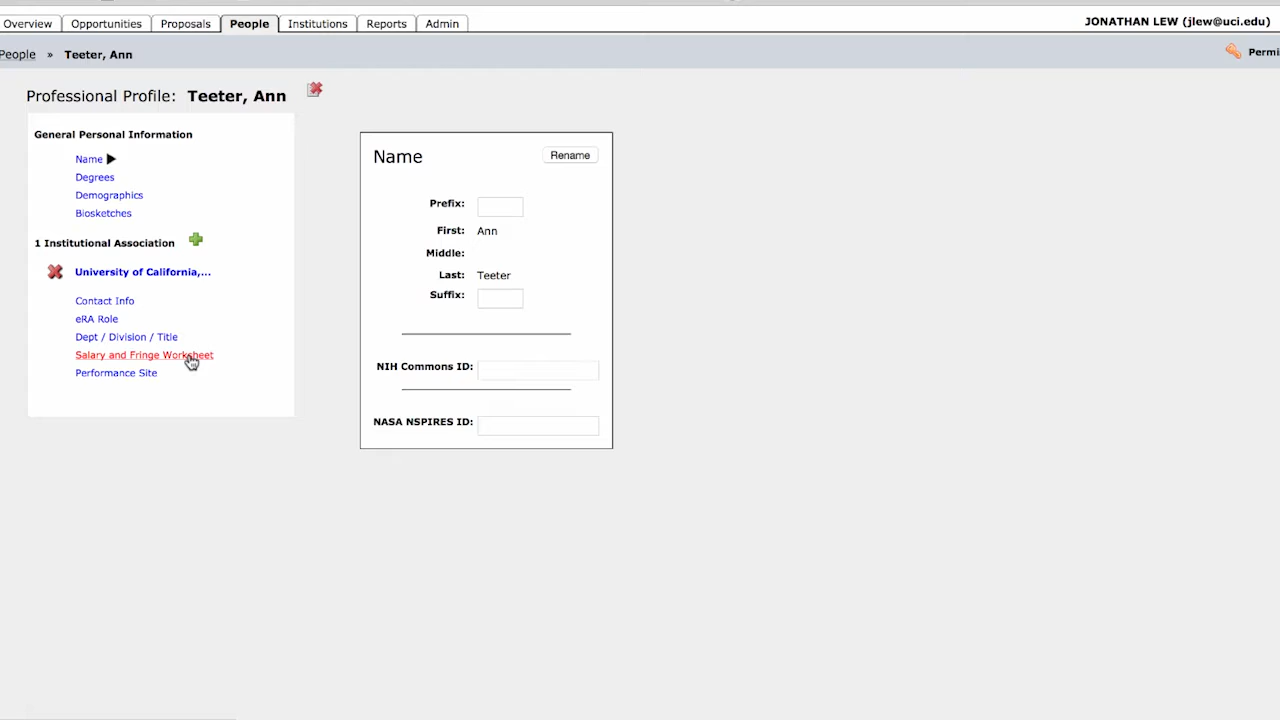 Overview Opportunities Proposals People Institutions Reports Admin JONATHAN LEW (jlew@uci.edu)
People » Teeter, Ann Permi
Professional Profile: Teeter, Ann
General Personal Information
Name
Degrees
Demographics
Biosketches
1 Institutional Association
University of California,...
Contact Info
eRA Role
Dept / Division / Title
Salary and Fringe Worksheet
Performance Site
Name Rename
Prefix:
First: Ann
Middle:
Last: Teeter
Suffix:
NIH Commons ID:
NASA NSPIRES ID: